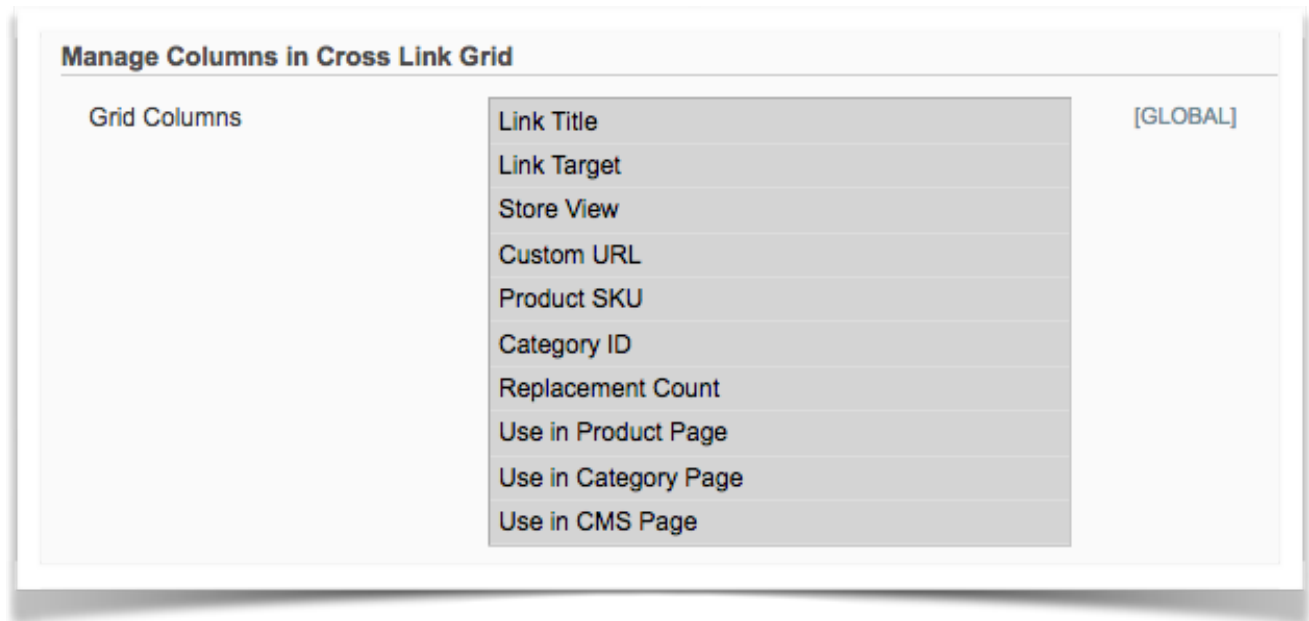 Manage Columns in Cross Link Grid
Grid Columns
Link Title
[GLOBAL]
Link Target
Store View
Custom URL
Product SKU
Category ID
Replacement Count
Use in Product Page
Use in Category Page
Use in CMS Page